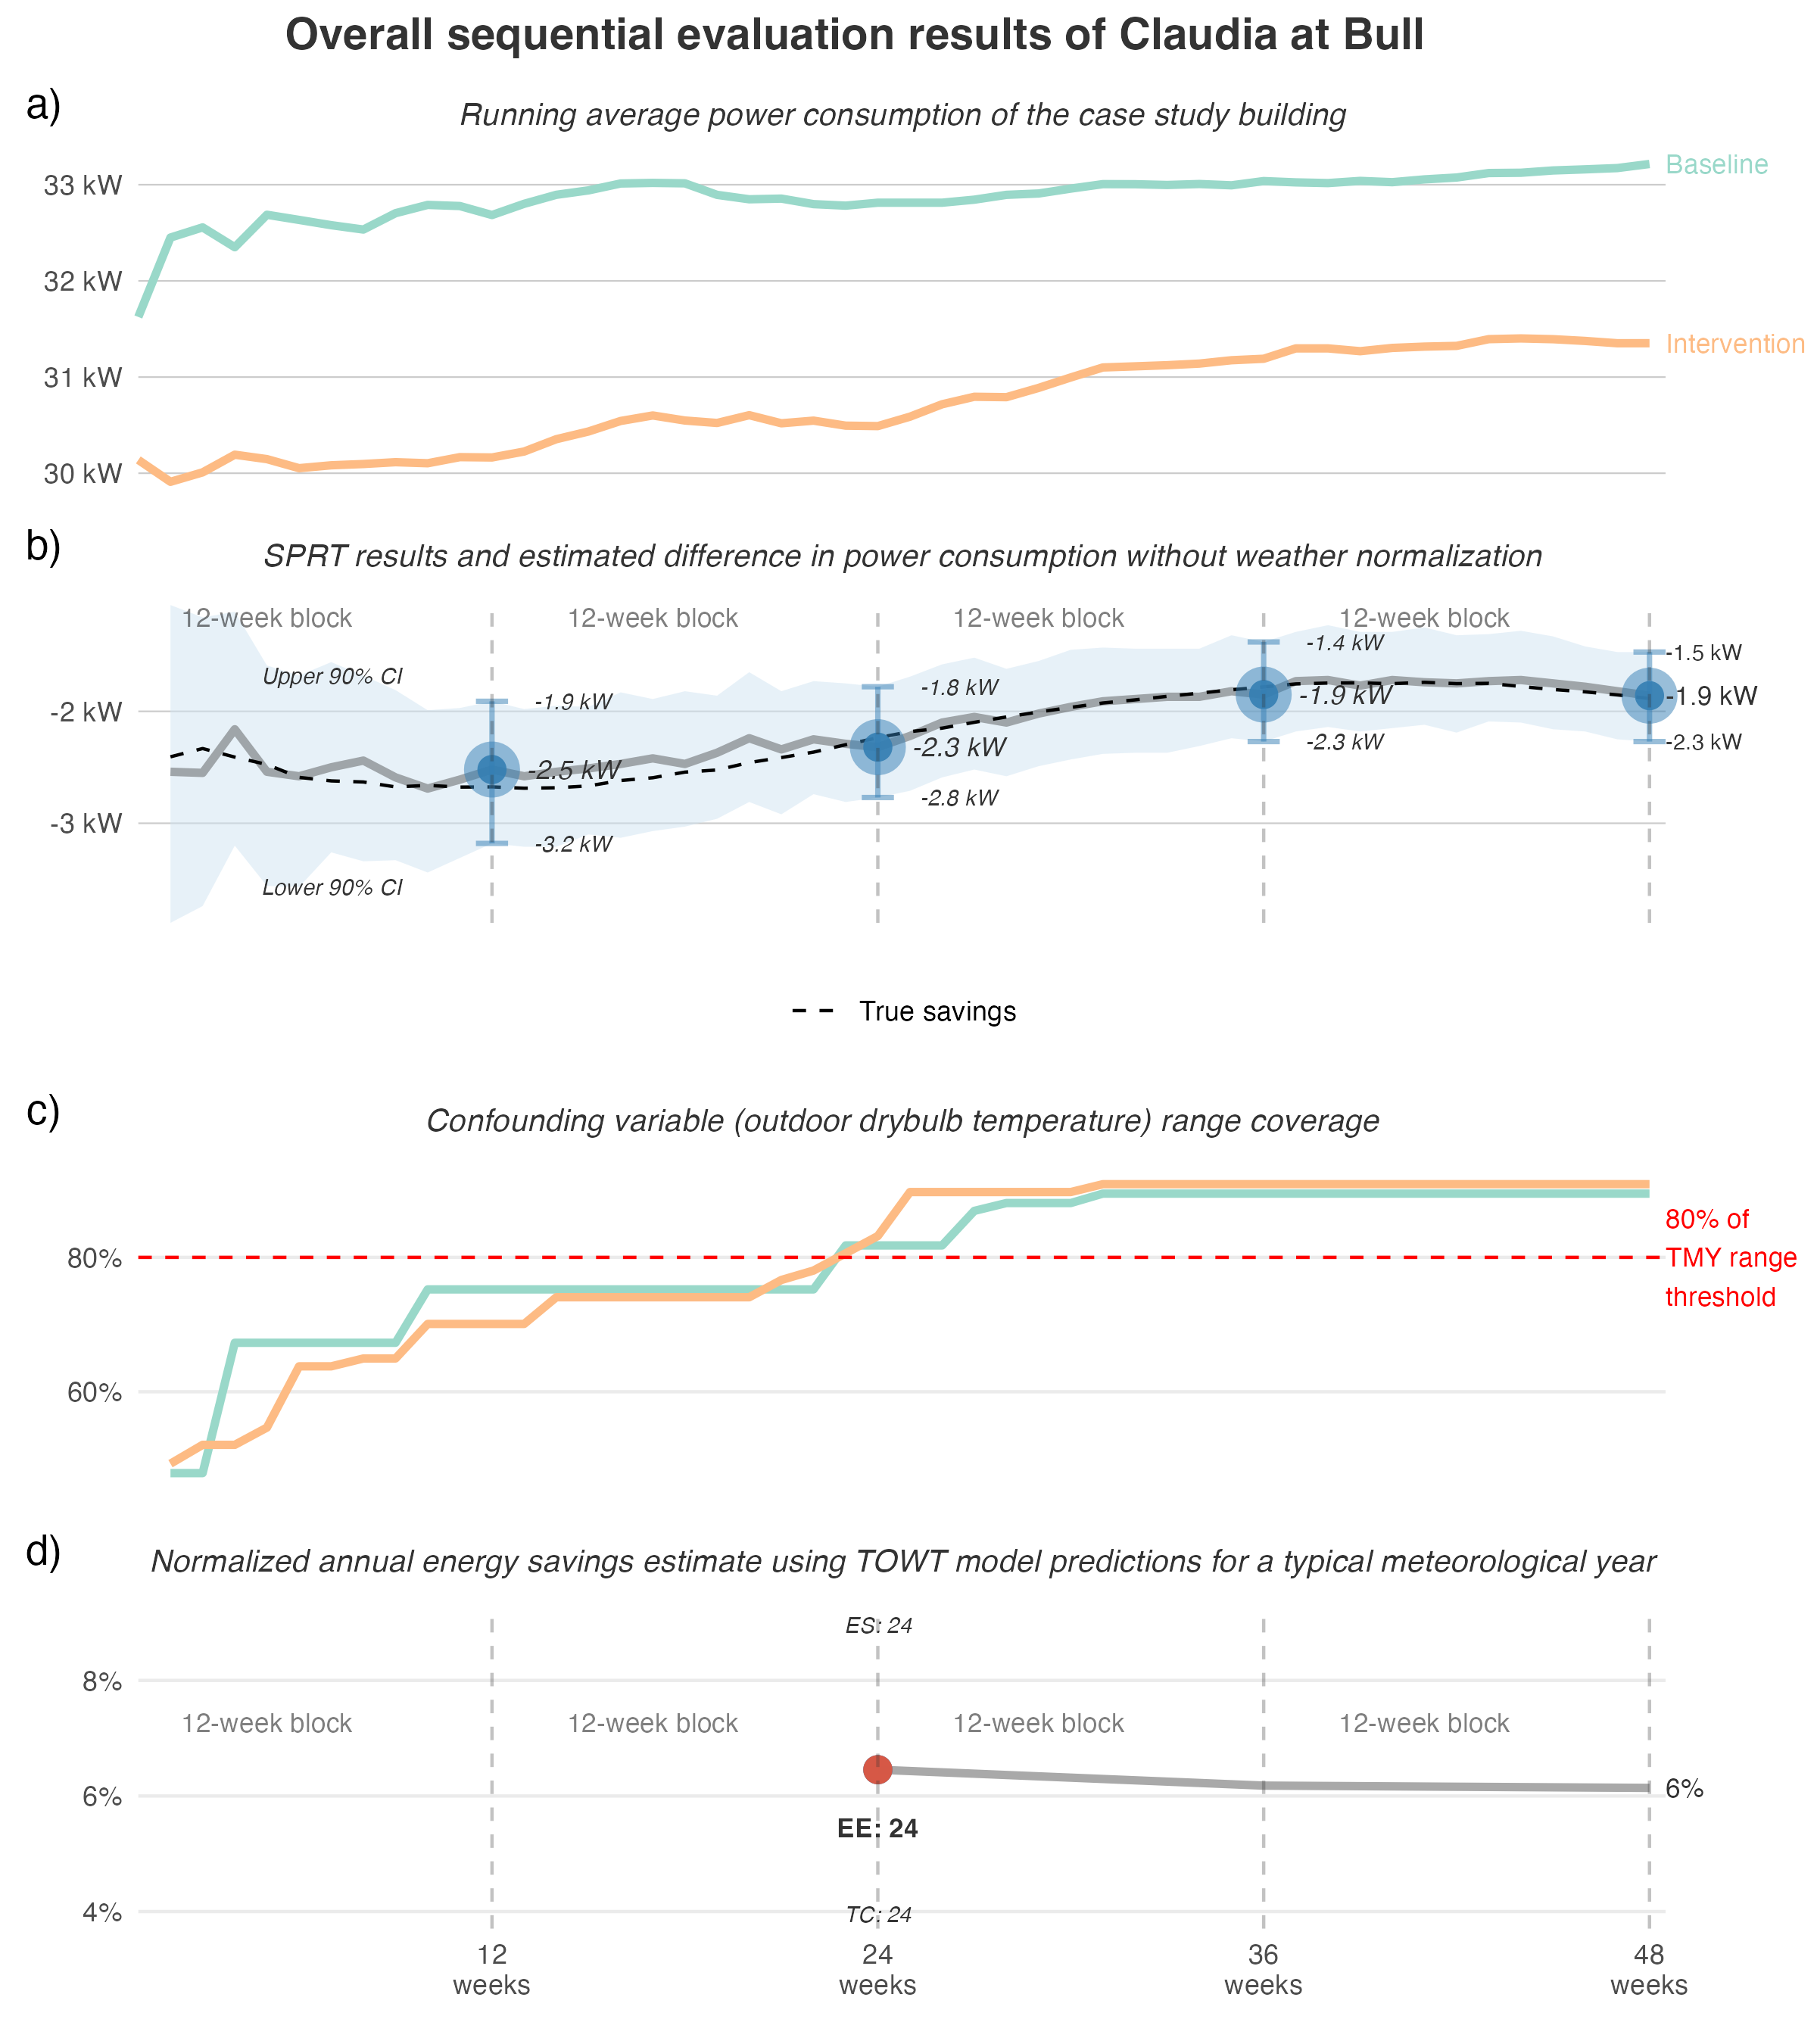 Overall sequential evaluation results of Claudia at Bull
a)
Running average power consumption of the case study building
33 kW
32 kW
31 kW
30 kW
Baseline
Intervention
b)
SPRT results and estimated difference in power consumption without weather normalization
12-week block
12-week block
12-week block
12-week block
Upper 90% CI
Lower 90% CI
-2 kW
-3 kW
-1.9 kW
-2.5 kW
-3.2 kW
-1.8 kW
-2.3 kW
-2.8 kW
-1.4 kW
-1.9 kW
-2.3 kW
-1.5 kW
-1.9 kW
-2.3 kW
True savings
c)
Confounding variable (outdoor drybulb temperature) range coverage
80%
60%
80% of
TMY range
threshold
d)
Normalized annual energy savings estimate using TOWT model predictions for a typical meteorological year
ES: 24
8%
12-week block
12-week block
12-week block
12-week block
6%
6%
EE: 24
4%
TC: 24
12
weeks
24
weeks
36
weeks
48
weeks